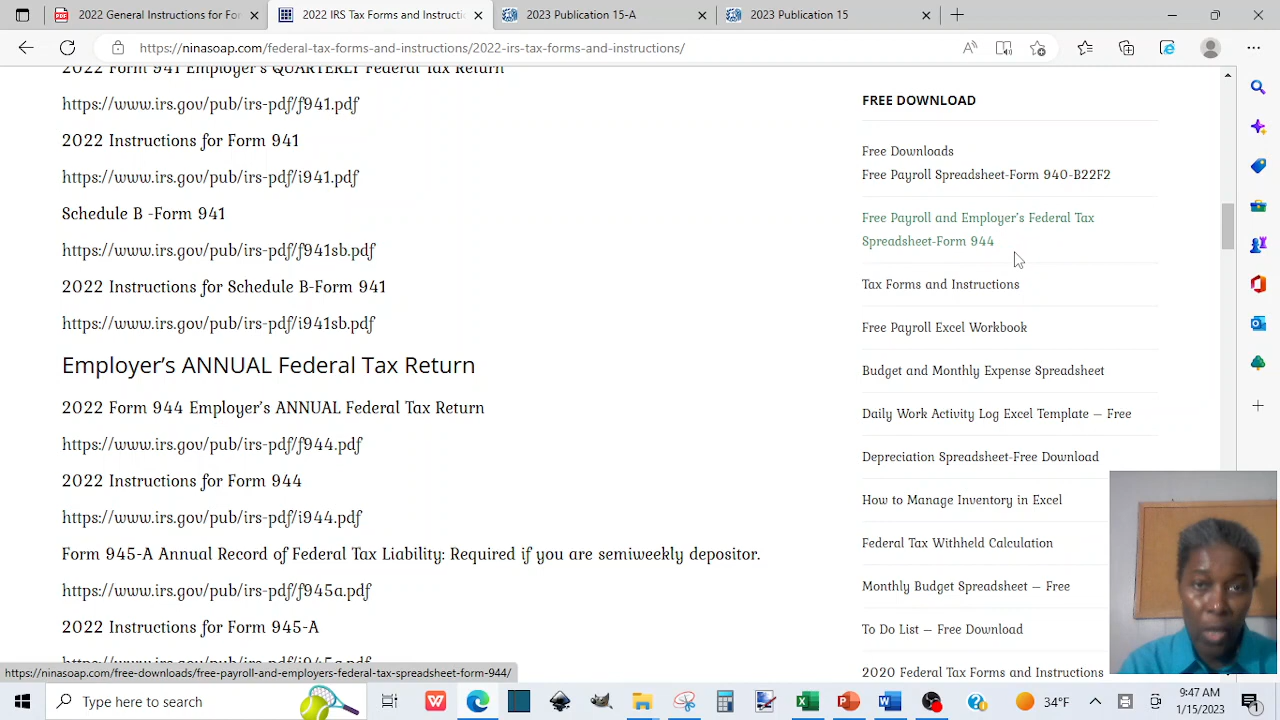 2022 Instructions for For
2022 IRS Tax Forms and Instruct
2023 Publication 15-A
2023 Publication 15
https://ninasoap.com/federal-tax-forms-and-instructions/2022-irs-tax-forms-and-instructions/
2022 Form 941 Employer's QUARTERLY Federal Tax Return
https://www.irs.gov/pub/irs-pdf/f941.pdf
2022 Instructions for Form 941
https://www.irs.gov/pub/irs-pdf/i941.pdf
Schedule B -Form 941
https://www.irs.gov/pub/irs-pdf/f941sb.pdf
2022 Instructions for Schedule B-Form 941
https://www.irs.gov/pub/irs-pdf/i941sb.pdf
Employer's ANNUAL Federal Tax Return
2022 Form 944 Employer's ANNUAL Federal Tax Return
https://www.irs.gov/pub/irs-pdf/f944.pdf
2022 Instructions for Form 944
https://www.irs.gov/pub/irs-pdf/i944.pdf
Form 945-A Annual Record of Federal Tax Liability: Required if you are semiweekly depositor.
https://www.irs.gov/pub/irs-pdf/f945a.pdf
2022 Instructions for Form 945-A
FREE DOWNLOAD
Free Downloads
Free Payroll Spreadsheet-Form 940-B22F2
Free Payroll and Employer's Federal Tax
Spreadsheet-Form 944
Tax Forms and Instructions
Free Payroll Excel Workbook
Budget and Monthly Expense Spreadsheet
Daily Work Activity Log Excel Template – Free
Depreciation Spreadsheet-Free Download
How to Manage Inventory in Excel
Federal Tax Withheld Calculation
Monthly Budget Spreadsheet – Free
To Do List – Free Download
2020 Federal Tax Forms and Instructions
https://ninasoap.com/free-downloads/free-payroll-and-employers-federal-tax-spreadsheet-form-944/
Type here to search
34°F
9:47 AM
1/15/2023